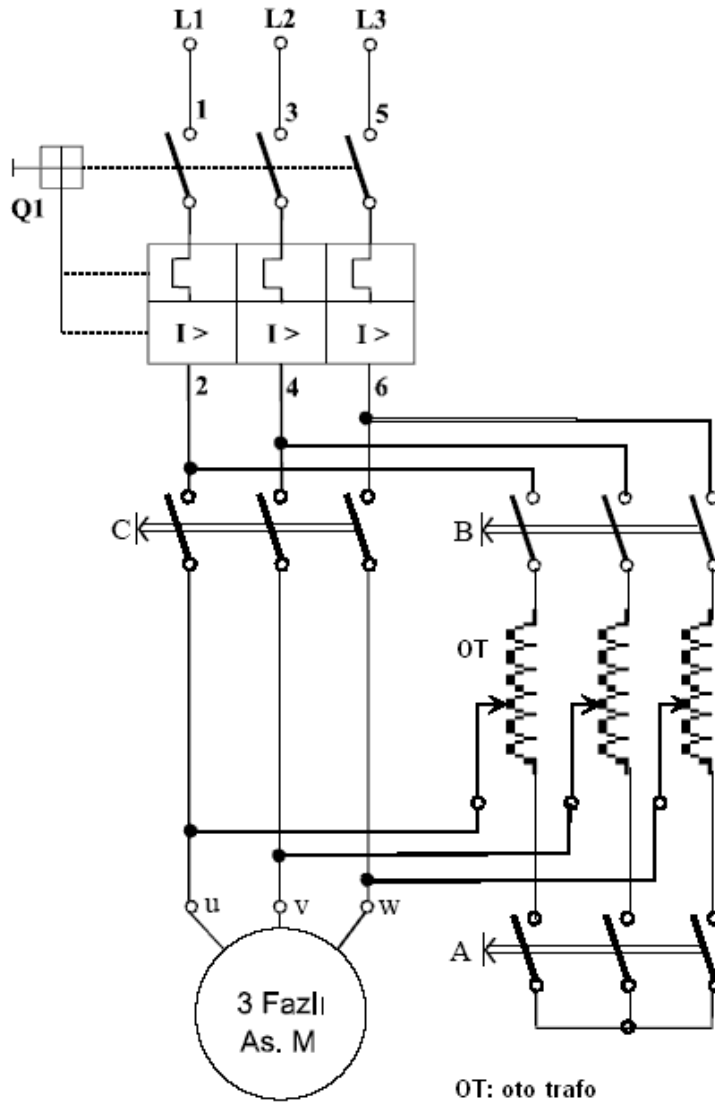 L1 L2 L3
1 3 5
Q1
I > I > I >
2 4 6
C B
OT
u v w
A
3 Fazlı
As. M
OT: oto trafo